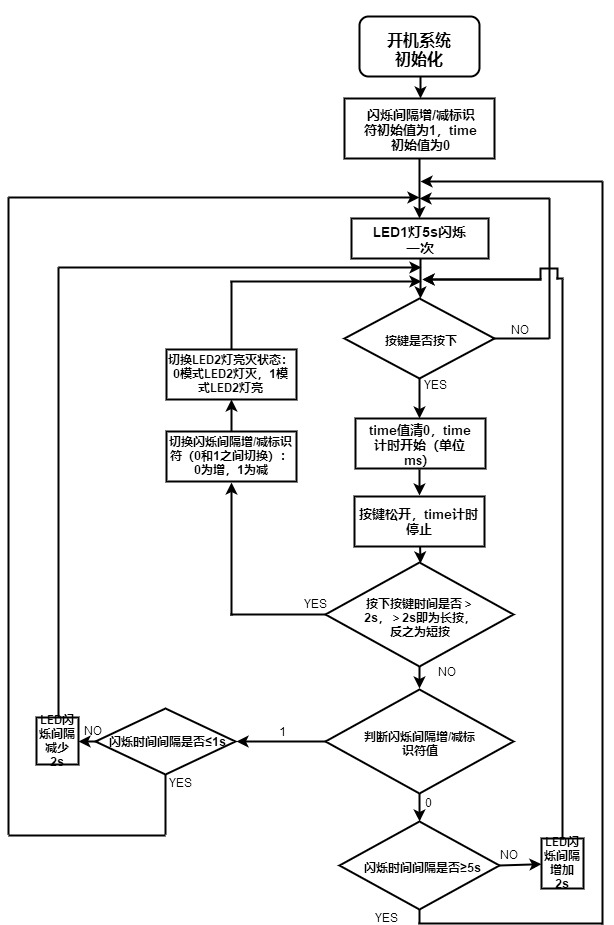 开机系统
初始化
闪烁间隔增/减标识
符初始值为1，time
初始值为0
LED1灯5s闪烁
一次
按键是否按下
NO
YES
切换LED2灯亮灭状态：
0模式LED2灯灭，1模
式LED2灯亮
time值清0，time
计时开始（单位
ms）
切换闪烁间隔增/减标识
符（0和1之间切换）：
0为增，1为减
按键松开，time计时
停止
按下按键时间是否＞
2s，＞2s即为长按，
反之为短按
YES
NO
判断闪烁间隔增/减标
识符值
1
闪烁时间间隔是否≤1s
NO
LED闪
烁间隔
减少
2s
YES
0
闪烁时间间隔是否≥5s
NO
LED闪
烁间隔
增加
2s
YES